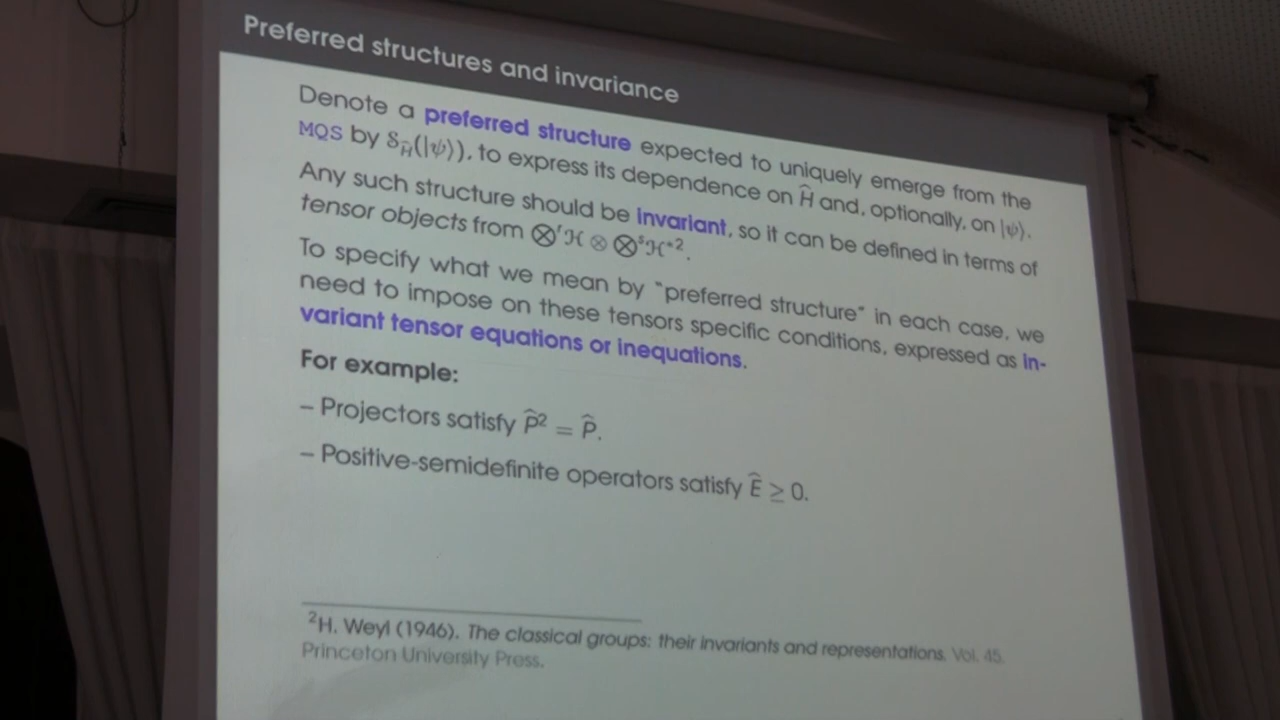 Preferred structures and invariance
Denote a preferred structure expected to uniquely emerge from the
MQS by 𝒮_Ĥ(|ψ⟩), to express its dependence on Ĥ and, optionally, on |ψ⟩.
Any such structure should be invariant, so it can be defined in terms of
tensor objects from ⨂ʳℋ ⊗ ⨂ˢℋ*².
To specify what we mean by "preferred structure" in each case, we
need to impose on these tensors specific conditions, expressed as in-
variant tensor equations or inequations.
For example:
– Projectors satisfy P̂² = P̂.
– Positive-semidefinite operators satisfy Ê ≥ 0.
²H. Weyl (1946). The classical groups: their invariants and representations. Vol. 45.
Princeton University Press.